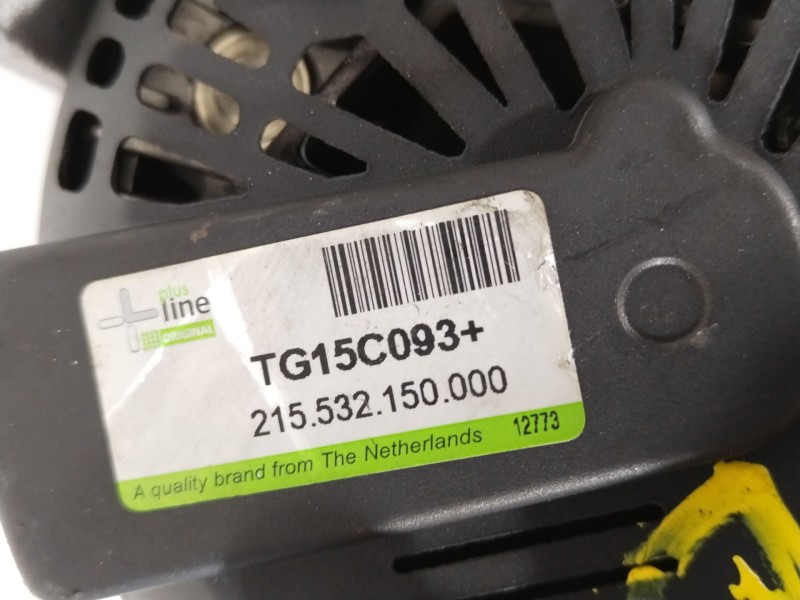 plus
line
ORIGINAL
TG15C093+
215.532.150.000
12773
A quality brand from The Netherlands